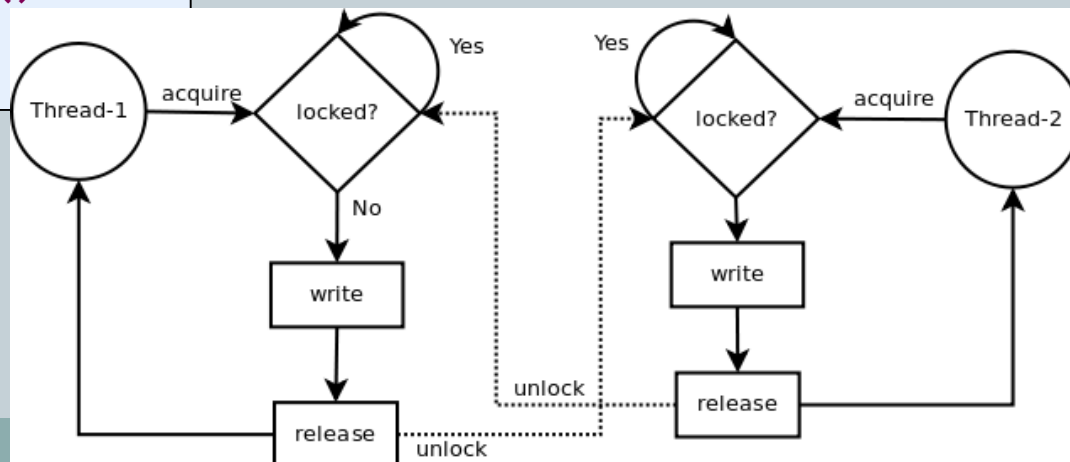 Yes
Yes
Thread-1
acquire
locked?
locked?
acquire
Thread-2
No
write
write
unlock
release
release
unlock